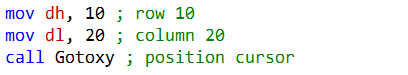 mov dh, 10 ; row 10
mov dl, 20 ; column 20
call Gotoxy ; position cursor